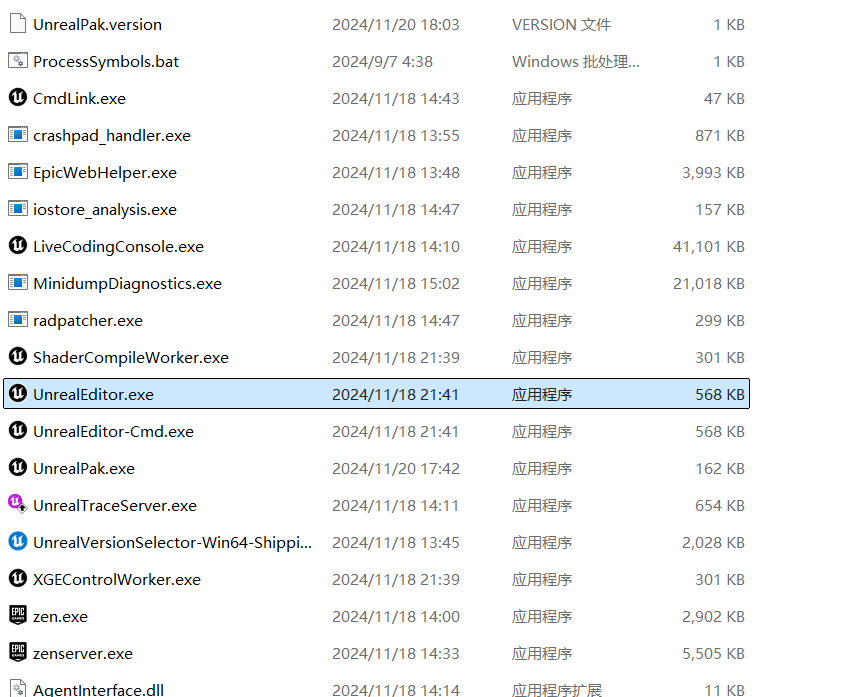 UnrealPak.version 2024/11/20 18:03 VERSION 文件 1 KB
ProcessSymbols.bat 2024/9/7 4:38 Windows 批处理... 1 KB
CmdLink.exe 2024/11/18 14:43 应用程序 47 KB
crashpad_handler.exe 2024/11/18 13:55 应用程序 871 KB
EpicWebHelper.exe 2024/11/18 13:48 应用程序 3,993 KB
iostore_analysis.exe 2024/11/18 14:47 应用程序 157 KB
LiveCodingConsole.exe 2024/11/18 14:10 应用程序 41,101 KB
MinidumpDiagnostics.exe 2024/11/18 15:02 应用程序 21,018 KB
radpatcher.exe 2024/11/18 14:47 应用程序 299 KB
ShaderCompileWorker.exe 2024/11/18 21:39 应用程序 301 KB
UnrealEditor.exe 2024/11/18 21:41 应用程序 568 KB
UnrealEditor-Cmd.exe 2024/11/18 21:41 应用程序 568 KB
UnrealPak.exe 2024/11/20 17:42 应用程序 162 KB
UnrealTraceServer.exe 2024/11/18 14:11 应用程序 654 KB
UnrealVersionSelector-Win64-Shippi... 2024/11/18 13:45 应用程序 2,028 KB
XGEControlWorker.exe 2024/11/18 21:39 应用程序 301 KB
EPIC GAMES zen.exe 2024/11/18 14:00 应用程序 2,902 KB
EPIC GAMES zenserver.exe 2024/11/18 14:33 应用程序 5,505 KB
AgentInterface.dll 2024/11/18 14:14 应用程序扩展 11 KB